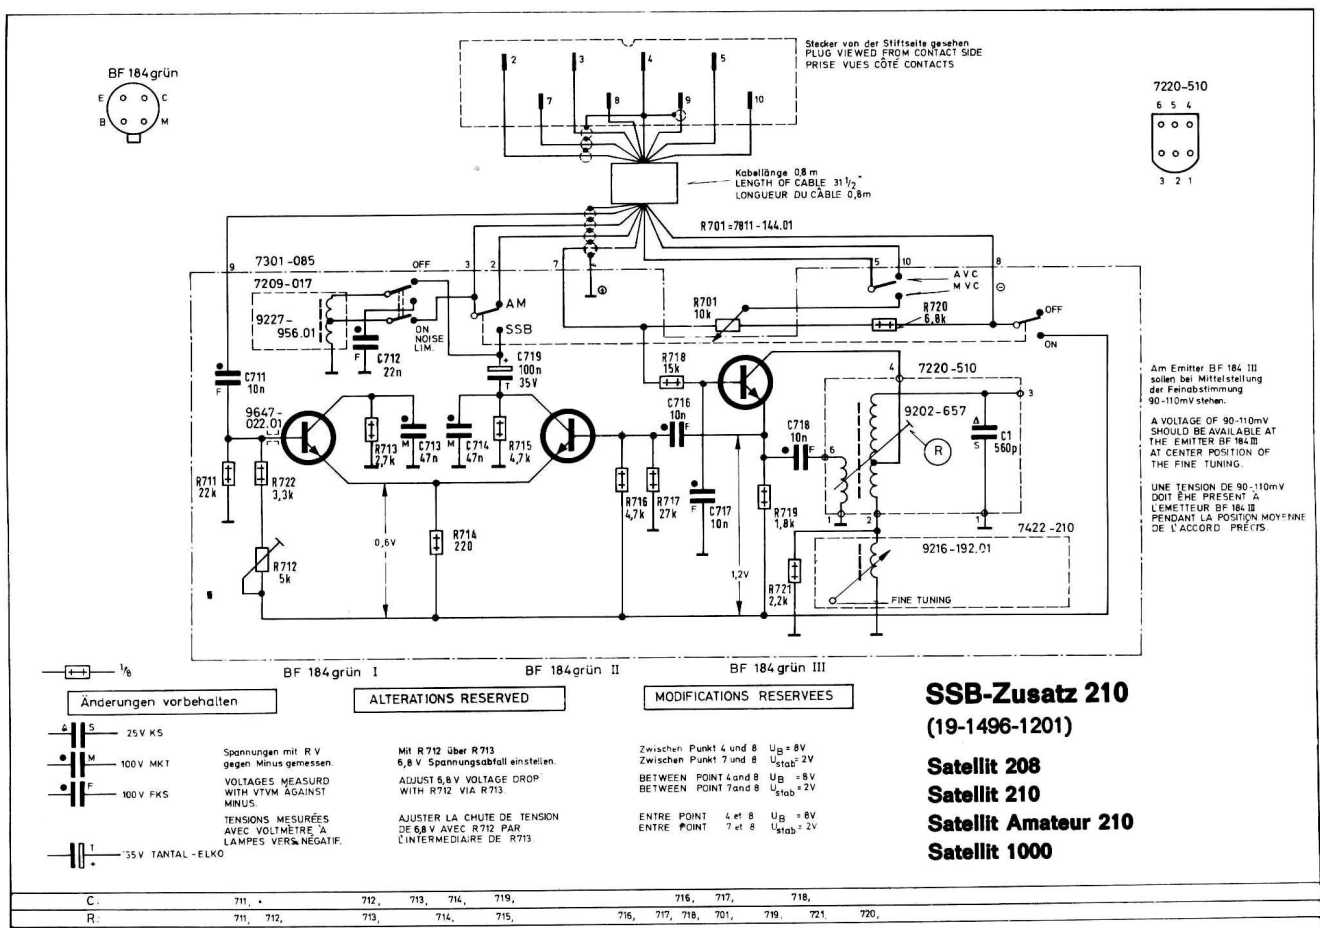 Stecker von der Stiftseite gesehen
PLUG VIEWED FROM CONTACT SIDE
PRISE VUES CÔTÉ CONTACTS
2
3
4
5
7
8
9
10
BF 184 grün
E C
B M
7220-510
6 5 4
3 2 1
Kabellänge 0,8 m
LENGTH OF CABLE 31 1/2"
LONGUEUR DU CÂBLE 0,8m
R701=7811-144.01
9
7301-085
OFF
3
2
7
5
10
8
7209-017
9227-
956.01
ON
NOISE
LIM.
AM
SSB
AVC
MVC
R701
10k
R720
6,8k
OFF
ON
C712
22n
F
C719
100n
35V
T
R718
15k
C711
10n
F
9647-
022.01
R713
2,7k
C713
47n
M
C714
47n
M
R715
4,7k
C716
10n
F
C718
10n
F
4
7220-510
3
9202-657
R
C1
560p
S
6
1
2
1
R711
22k
R722
3,3k
R716
4,7k
R717
27k
C717
10n
F
R719
1,8k
7422-210
9216-192.01
R712
5k
0,6V
R714
220
1,2V
R721
2,2k
FINE TUNING
Am Emitter BF 184 III
sollen bei Mittelstellung
der Feinabstimmung
90-110mV stehen.
A VOLTAGE OF 90-110mV
SHOULD BE AVAILABLE AT
THE EMITTER BF 184 III
AT CENTER POSITION OF
THE FINE TUNING.
UNE TENSION DE 90-110mV
DOIT ÊHE PRESENT À
L'EMETTEUR BF 184 III
PENDANT LA POSITION MOYENNE
DE L'ACCORD PRÉCIS.
BF 184 grün I
BF 184 grün II
BF 184 grün III
1/8
Änderungen vorbehalten
ALTERATIONS RESERVED
MODIFICATIONS RESERVEES
S 25V KS
M 100V MKT
F 100V FKS
T 35V TANTAL-ELKO
Spannungen mit R V
gegen Minus gemessen.
VOLTAGES MEASURD
WITH VTVM AGAINST
MINUS.
TENSIONS MESURÉES
AVEC VOLTMÈTRE À
LAMPES VERS NÉGATIF.
Mit R 712 über R 713
6,8 V Spannungsabfall einstellen.
ADJUST 6,8 V VOLTAGE DROP
WITH R712 VIA R713.
AJUSTER LA CHUTE DE TENSION
DE 6,8 V AVEC R712 PAR
L'INTERMEDIAIRE DE R713
Zwischen Punkt 4 und 8 UB = 8V
Zwischen Punkt 7 und 8 Ustab = 2V
BETWEEN POINT 4 and 8 UB = 8V
BETWEEN POINT 7 and 8 Ustab = 2V
ENTRE POINT 4 et 8 UB = 8V
ENTRE POINT 7 et 8 Ustab = 2V
SSB-Zusatz 210
(19-1496-1201)
Satellit 208
Satellit 210
Satellit Amateur 210
Satellit 1000
C: 711, 712, 713, 714, 719, 716, 717, 718,
R: 711, 712, 713, 714, 715, 716, 717, 718, 701, 719, 721, 720,